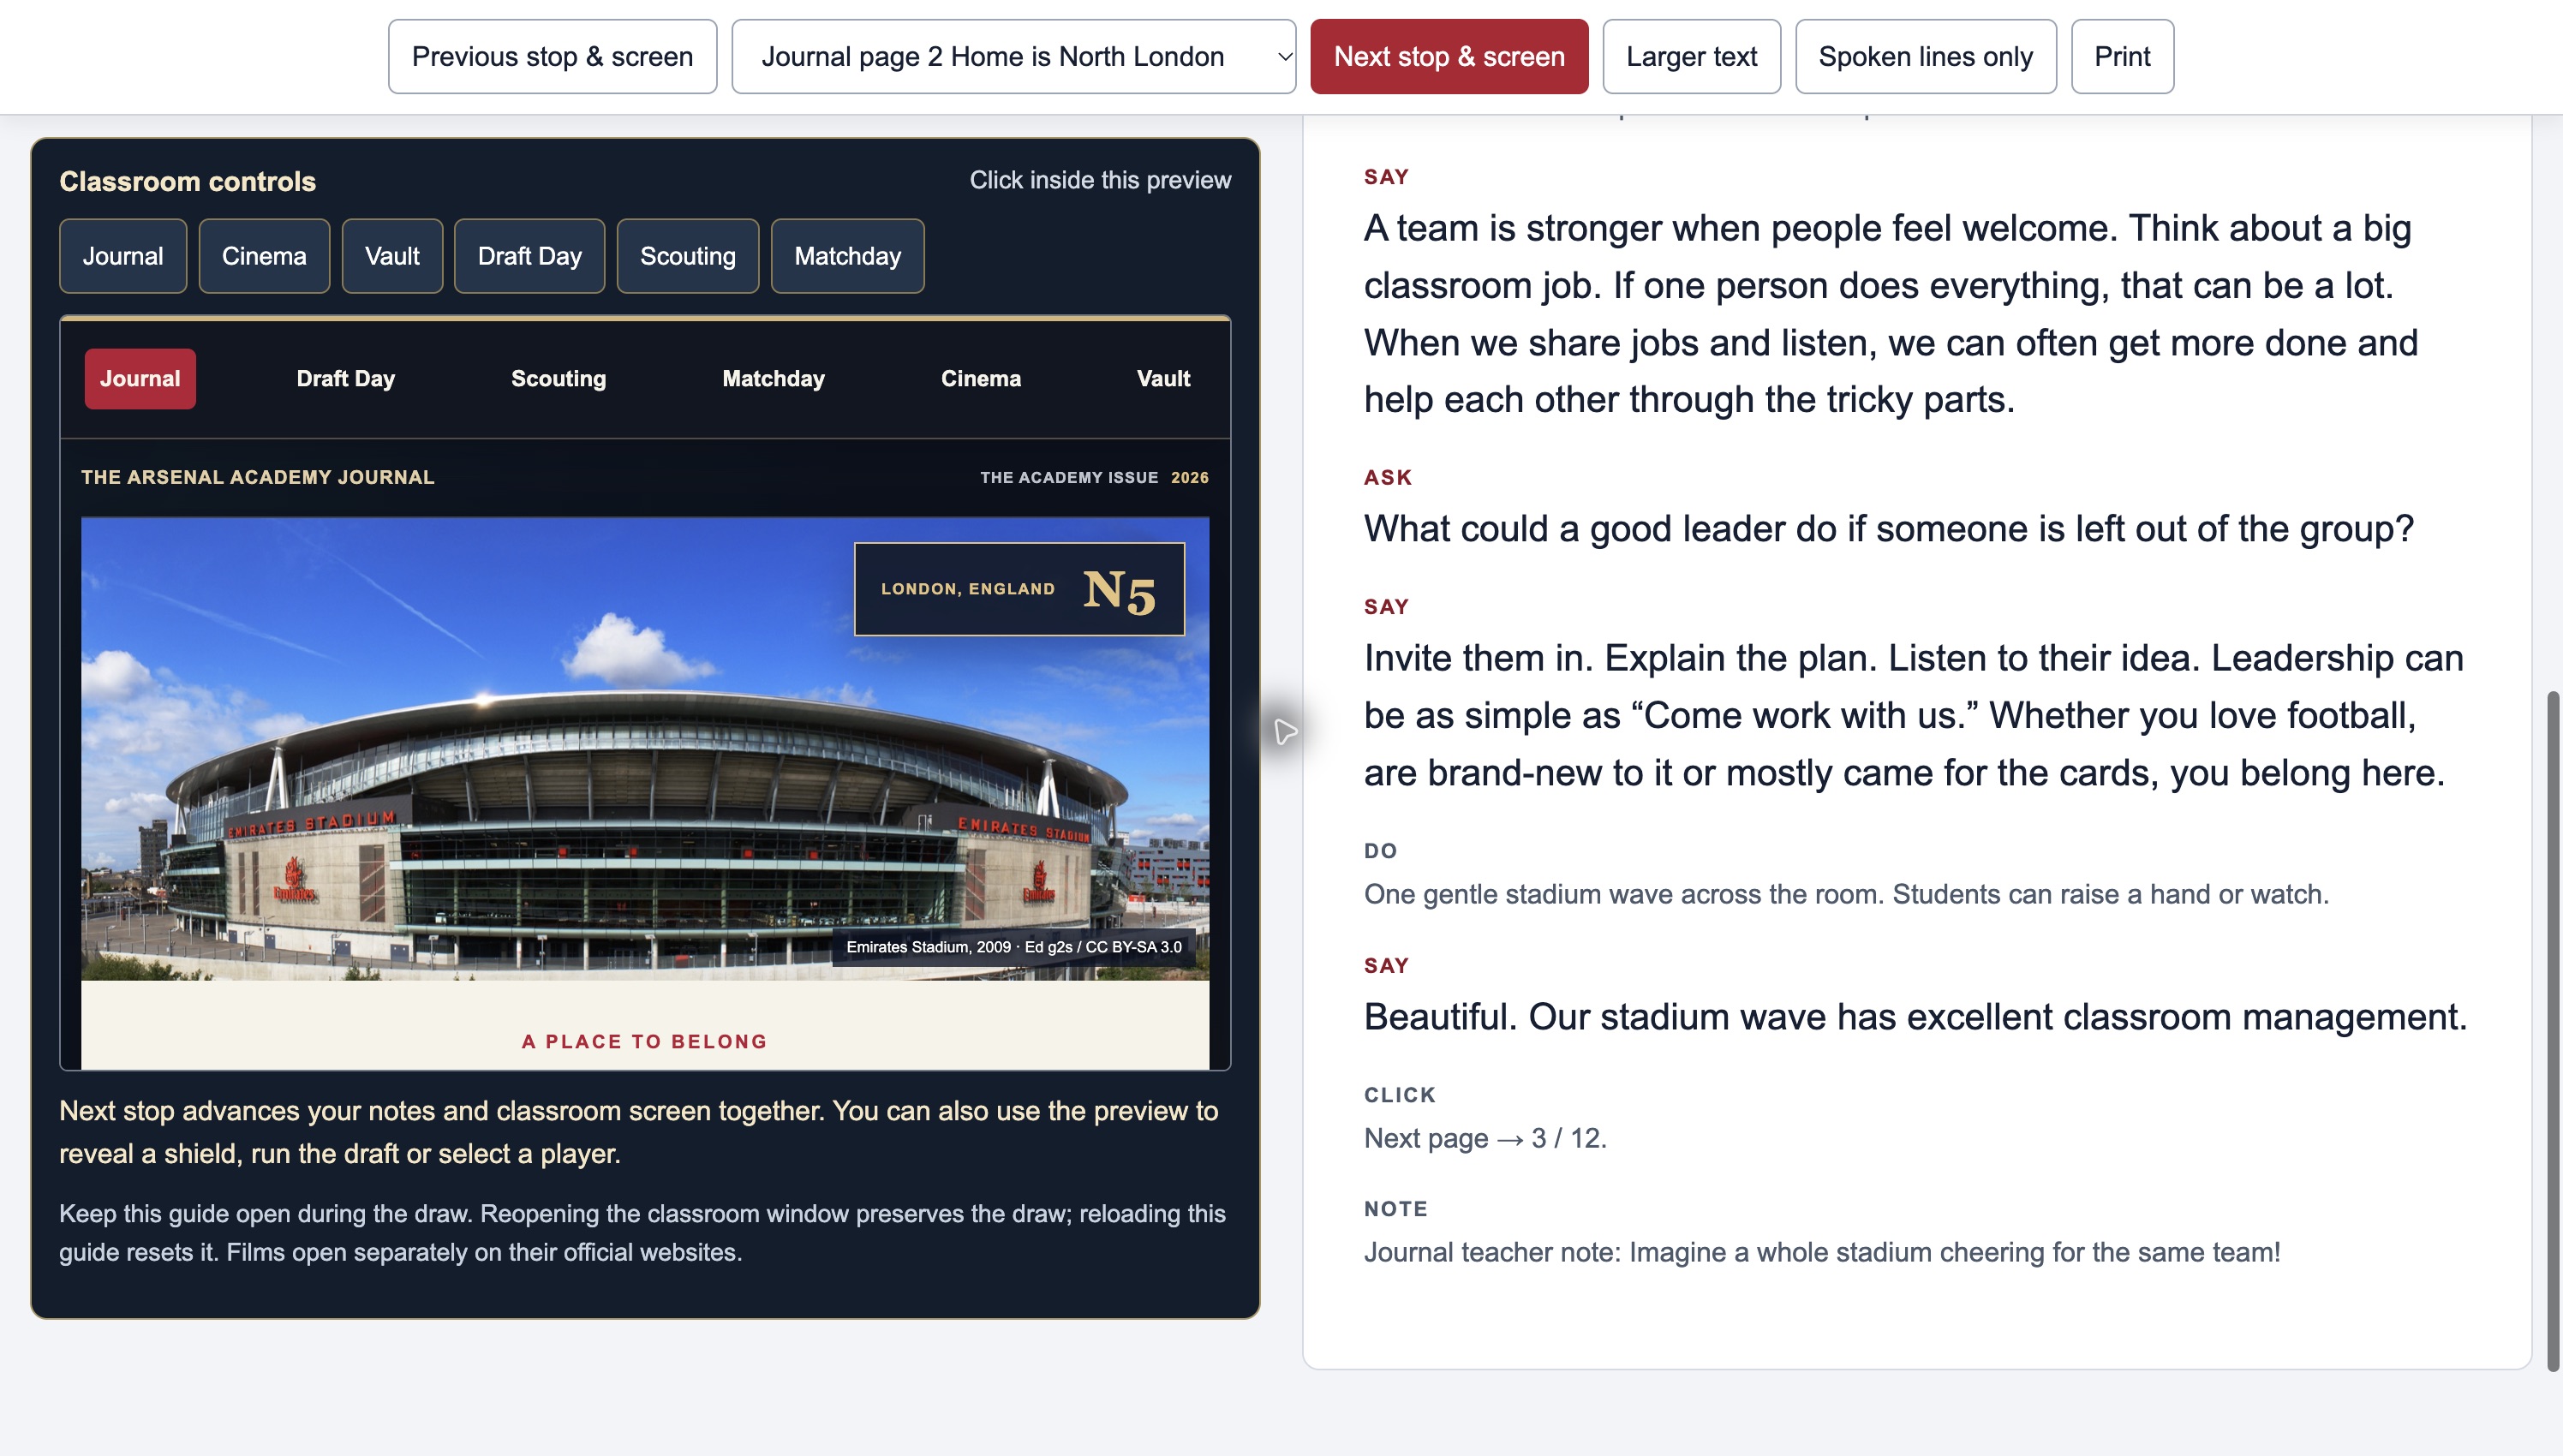 Previous stop & screen
Journal page 2 Home is North London
Next stop & screen
Larger text
Spoken lines only
Print
Classroom controls
Click inside this preview
Journal
Cinema
Vault
Draft Day
Scouting
Matchday
Journal
Draft Day
Scouting
Matchday
Cinema
Vault
THE ARSENAL ACADEMY JOURNAL
THE ACADEMY ISSUE 2026
LONDON, ENGLAND N5
EMIRATES STADIUM
EMIRATES STADIUM
Emirates
Emirates
Emirates Stadium, 2009 · Ed g2s / CC BY-SA 3.0
A PLACE TO BELONG
Next stop advances your notes and classroom screen together. You can also use the preview to
reveal a shield, run the draft or select a player.
Keep this guide open during the draw. Reopening the classroom window preserves the draw; reloading this
guide resets it. Films open separately on their official websites.
SAY
A team is stronger when people feel welcome. Think about a big
classroom job. If one person does everything, that can be a lot.
When we share jobs and listen, we can often get more done and
help each other through the tricky parts.
ASK
What could a good leader do if someone is left out of the group?
SAY
Invite them in. Explain the plan. Listen to their idea. Leadership can
be as simple as “Come work with us.” Whether you love football,
are brand-new to it or mostly came for the cards, you belong here.
DO
One gentle stadium wave across the room. Students can raise a hand or watch.
SAY
Beautiful. Our stadium wave has excellent classroom management.
CLICK
Next page → 3 / 12.
NOTE
Journal teacher note: Imagine a whole stadium cheering for the same team!